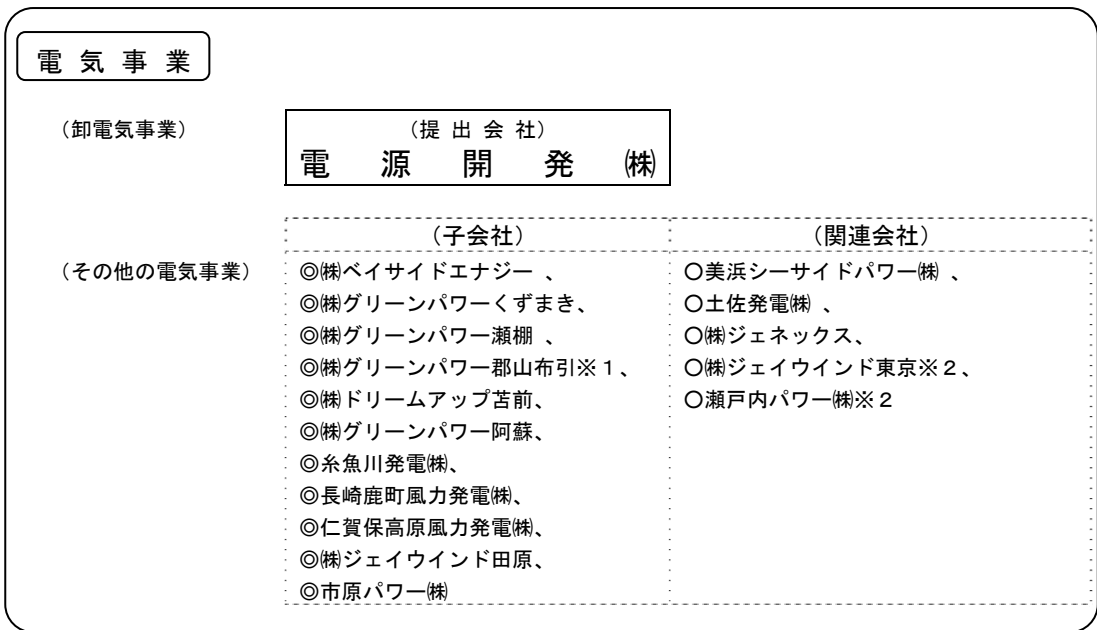 電気事業
（卸電気事業）
（提出会社）
電源開発㈱
（子会社）
（関連会社）
（その他の電気事業）
◎㈱ベイサイドエナジー 、
◎㈱グリーンパワーくずまき、
◎㈱グリーンパワー瀬棚 、
◎㈱グリーンパワー郡山布引※１、
◎㈱ドリームアップ苫前、
◎㈱グリーンパワー阿蘇、
◎糸魚川発電㈱、
◎長崎鹿町風力発電㈱、
◎仁賀保高原風力発電㈱、
◎㈱ジェイウインド田原、
◎市原パワー㈱
〇美浜シーサイドパワー㈱ 、
〇土佐発電㈱ 、
〇㈱ジェネックス、
〇㈱ジェイウインド東京※２、
〇瀬戸内パワー㈱※２